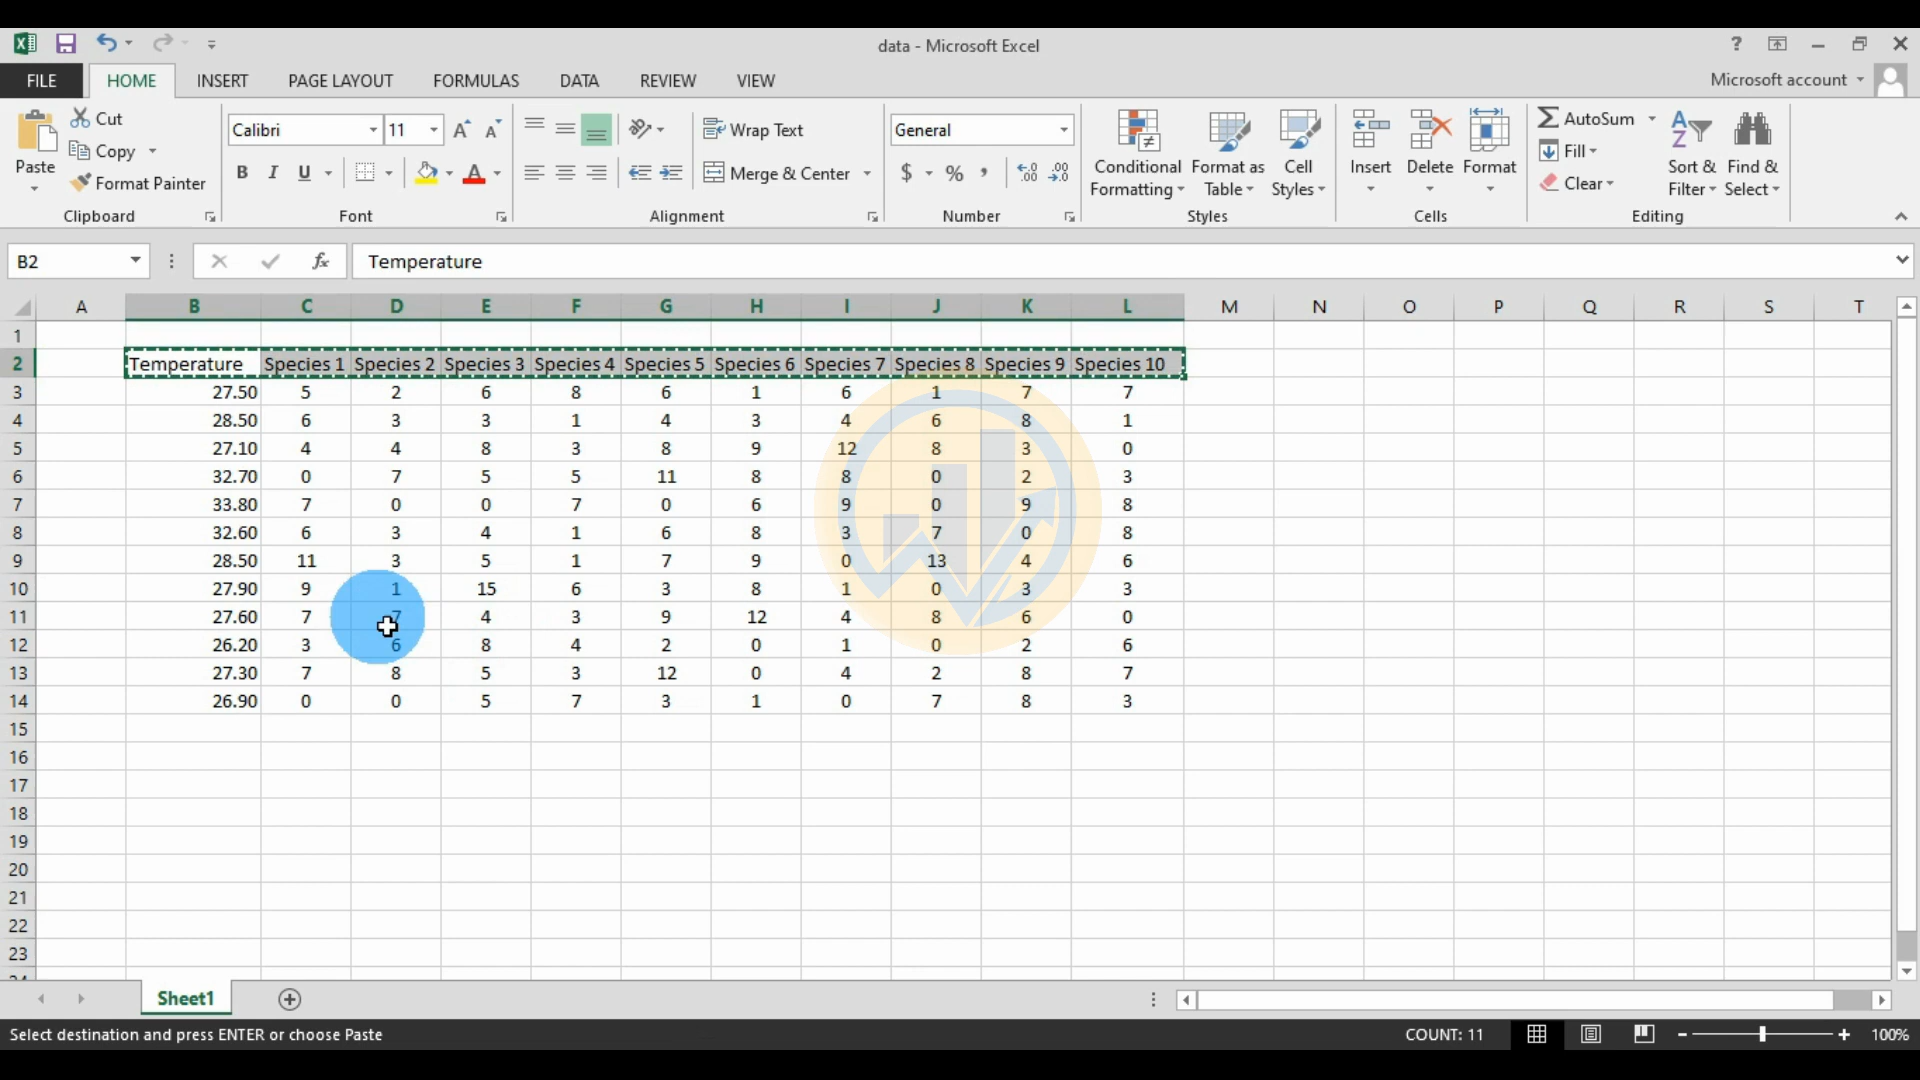 data - Microsoft Excel
?
FILE HOME INSERT PAGE LAYOUT FORMULAS DATA REVIEW VIEW Microsoft account
Paste
Cut
Copy
Format Painter
Clipboard
Calibri 11
B I U A
Font
Wrap Text
Merge & Center
Alignment
General
$ % ,
Number
Conditional Formatting
Format as Table
Cell Styles
Styles
Insert
Delete
Format
Cells
AutoSum
Fill
Clear
Sort & Filter
Find & Select
Editing
B2 fx Temperature
A B C D E F G H I J K L M N O P Q R S T
1
2 Temperature Species 1 Species 2 Species 3 Species 4 Species 5 Species 6 Species 7 Species 8 Species 9 Species 10
3 27.50 5 2 6 8 6 1 6 1 7 7
4 28.50 6 3 3 1 4 3 4 6 8 1
5 27.10 4 4 8 3 8 9 12 8 3 0
6 32.70 0 7 5 5 11 8 8 0 2 3
7 33.80 7 0 0 7 0 6 9 0 9 8
8 32.60 6 3 4 1 6 8 3 7 0 8
9 28.50 11 3 5 1 7 9 0 13 4 6
10 27.90 9 1 15 6 3 8 1 0 3 3
11 27.60 7 7 4 3 9 12 4 8 6 0
12 26.20 3 6 8 4 2 0 1 0 2 6
13 27.30 7 8 5 3 12 0 4 2 8 7
14 26.90 0 0 5 7 3 1 0 7 8 3
15
16
17
18
19
20
21
22
23
Sheet1
Select destination and press ENTER or choose Paste COUNT: 11 100%